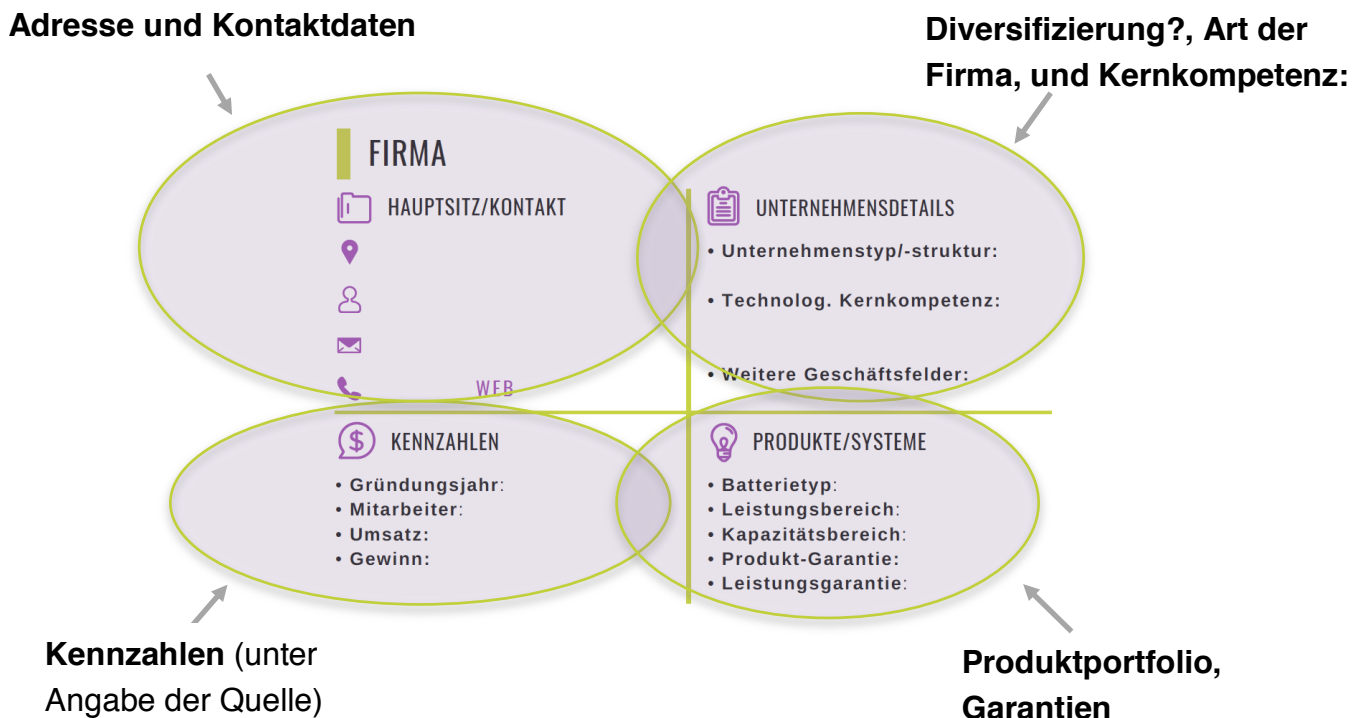 Adresse und Kontaktdaten
Diversifizierung?, Art der
Firma, und Kernkompetenz:
FIRMA
HAUPTSITZ/KONTAKT
WEB
UNTERNEHMENSDETAILS
• Unternehmenstyp/-struktur:
• Technolog. Kernkompetenz:
• Weitere Geschäftsfelder:
$ KENNZAHLEN
• Gründungsjahr:
• Mitarbeiter:
• Umsatz:
• Gewinn:
PRODUKTE/SYSTEME
• Batterietyp:
• Leistungsbereich:
• Kapazitätsbereich:
• Produkt-Garantie:
• Leistungsgarantie:
Kennzahlen (unter
Angabe der Quelle)
Produktportfolio,
Garantien